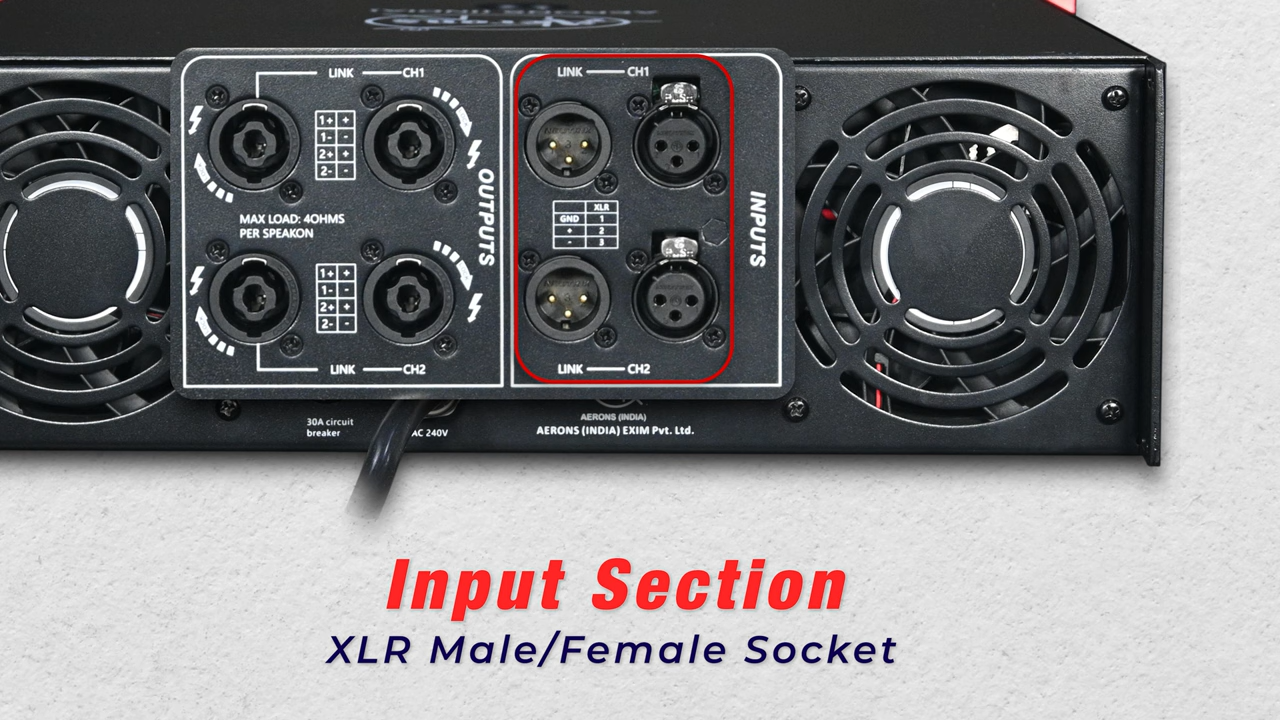 LINK CH1
1+ +
1- -
2+ +
2- -
MAX LOAD: 4OHMS
PER SPEAKON
OUTPUTS
1+ +
1- -
2+ +
2- -
LINK CH2
LINK CH1
PUSH
XLR
GND 1
+ 2
- 3
INPUTS
LINK CH2
30A circuit
breaker
AC 240V
AERONS (INDIA)
AERONS (INDIA) EXIM Pvt. Ltd.
Input Section
XLR Male/Female Socket